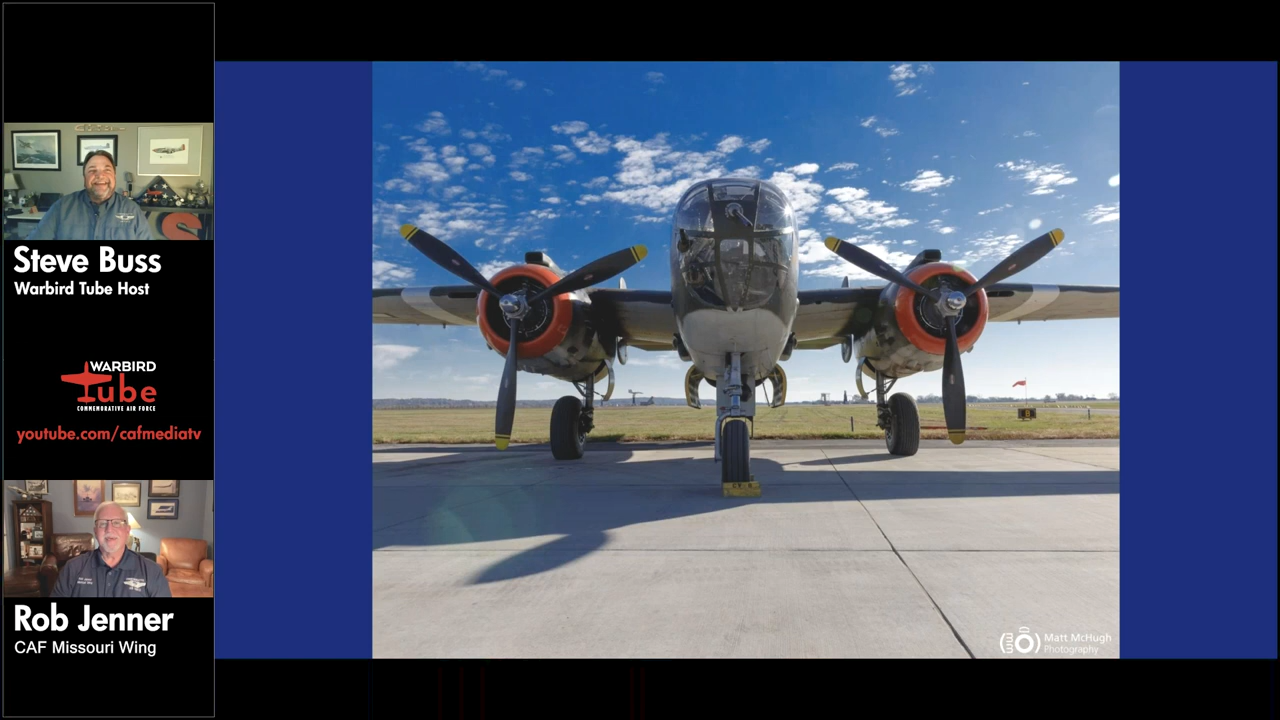 Steve Buss
Warbird Tube Host
WARBIRD
Tube
COMMEMORATIVE AIR FORCE
youtube.com/cafmediatv
Rob Jenner
CAF Missouri Wing
Matt McHugh
Photography